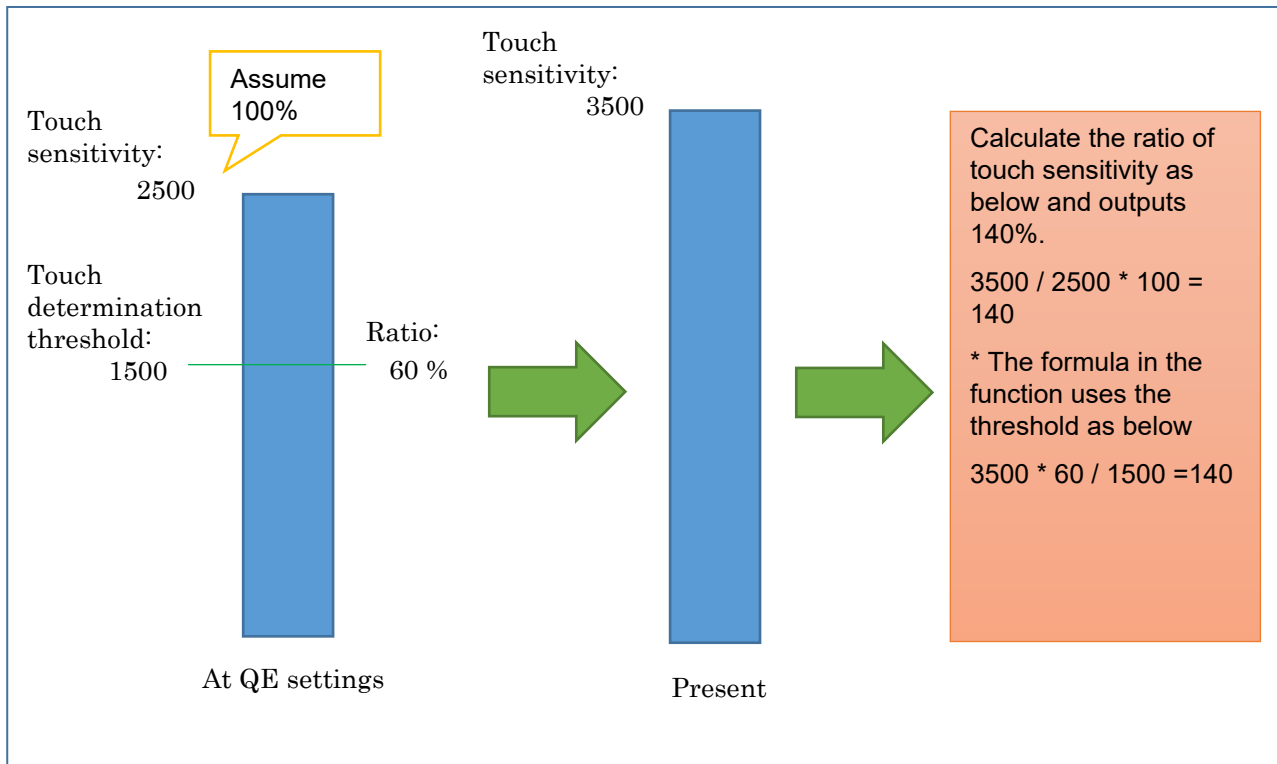 Assume
100%
Touch
sensitivity:
2500
Touch
determination
threshold:
1500
Ratio:
60 %
At QE settings
Touch
sensitivity:
3500
Present
Calculate the ratio of
touch sensitivity as
below and outputs
140%.
3500 / 2500 * 100 =
140
* The formula in the
function uses the
threshold as below
3500 * 60 / 1500 =140